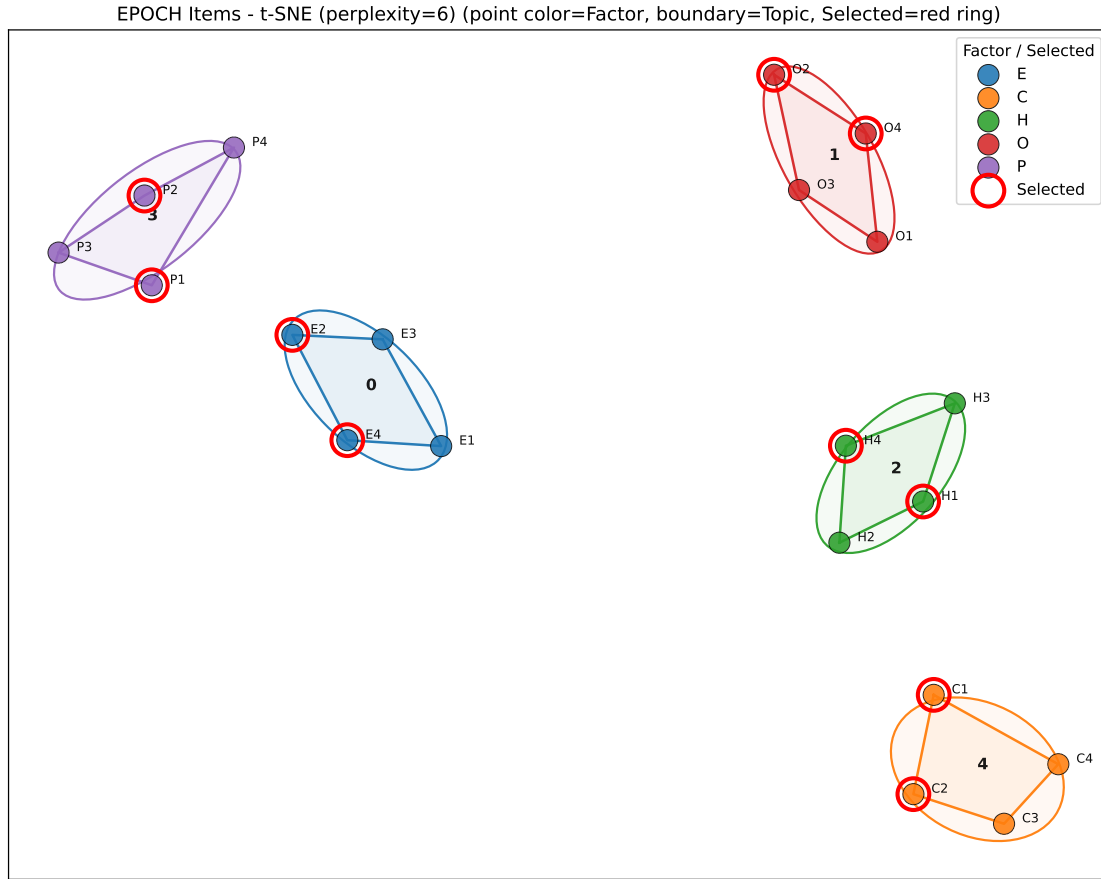 EPOCH Items - t-SNE (perplexity=6) (point color=Factor, boundary=Topic, Selected=red ring)
Factor / Selected
E
C
H
O
P
Selected
O2
O4
1
O3
O1
P4
P2
3
P3
P1
E2
E3
0
E4
E1
H3
H4
2
H1
H2
C1
C4
4
C2
C3